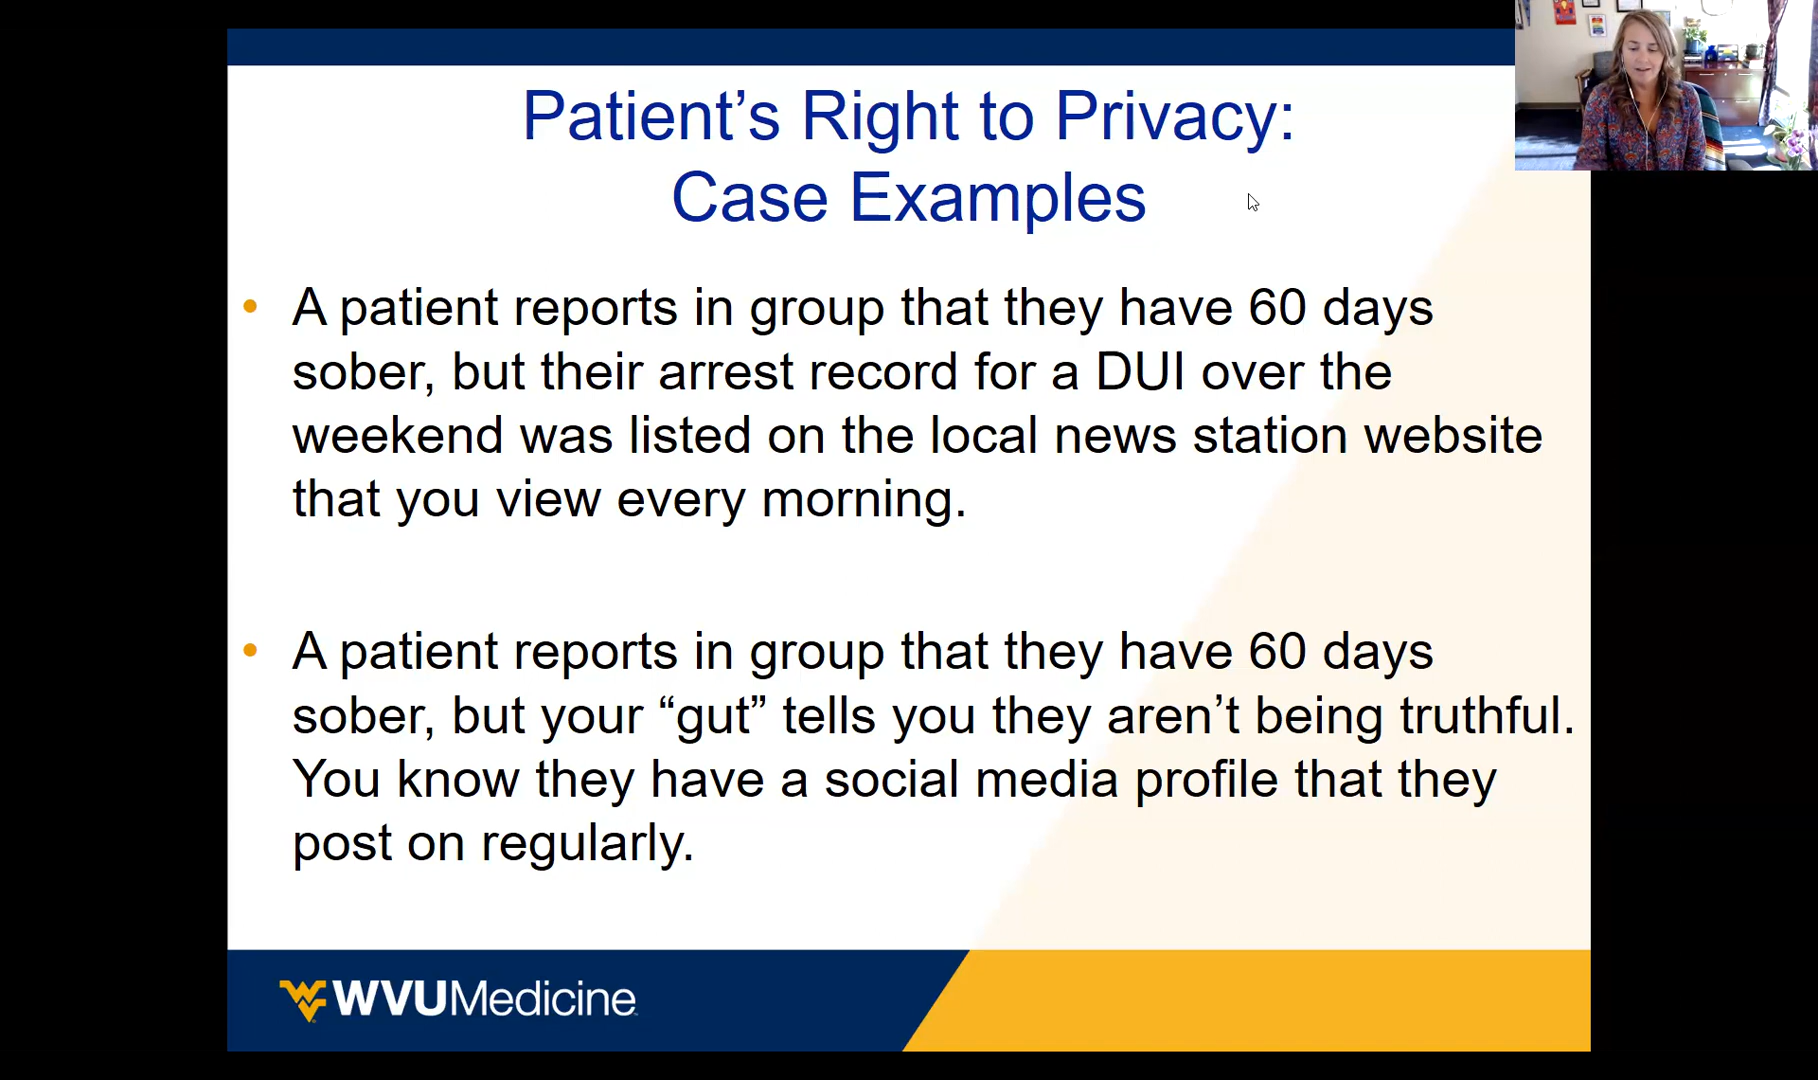 Patient’s Right to Privacy:
Case Examples
• A patient reports in group that they have 60 days
sober, but their arrest record for a DUI over the
weekend was listed on the local news station website
that you view every morning.
• A patient reports in group that they have 60 days
sober, but your “gut” tells you they aren’t being truthful.
You know they have a social media profile that they
post on regularly.
WVUMedicine